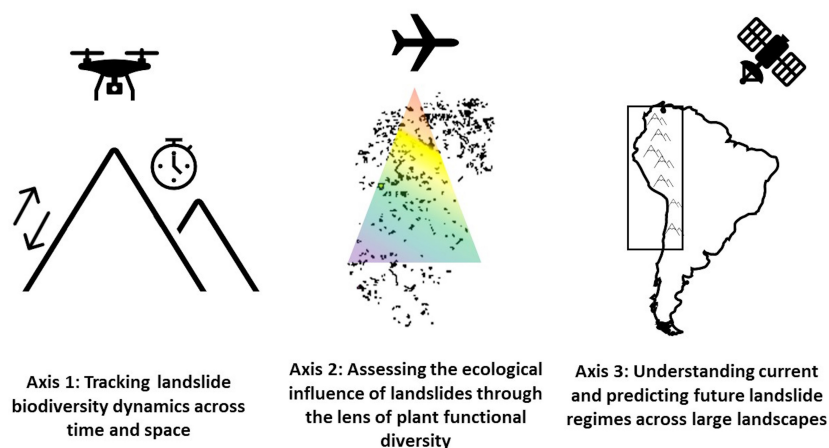 Axis 1: Tracking landslide
biodiversity dynamics across
time and space
Axis 2: Assessing the ecological
influence of landslides through
the lens of plant functional
diversity
Axis 3: Understanding current
and predicting future landslide
regimes across large landscapes